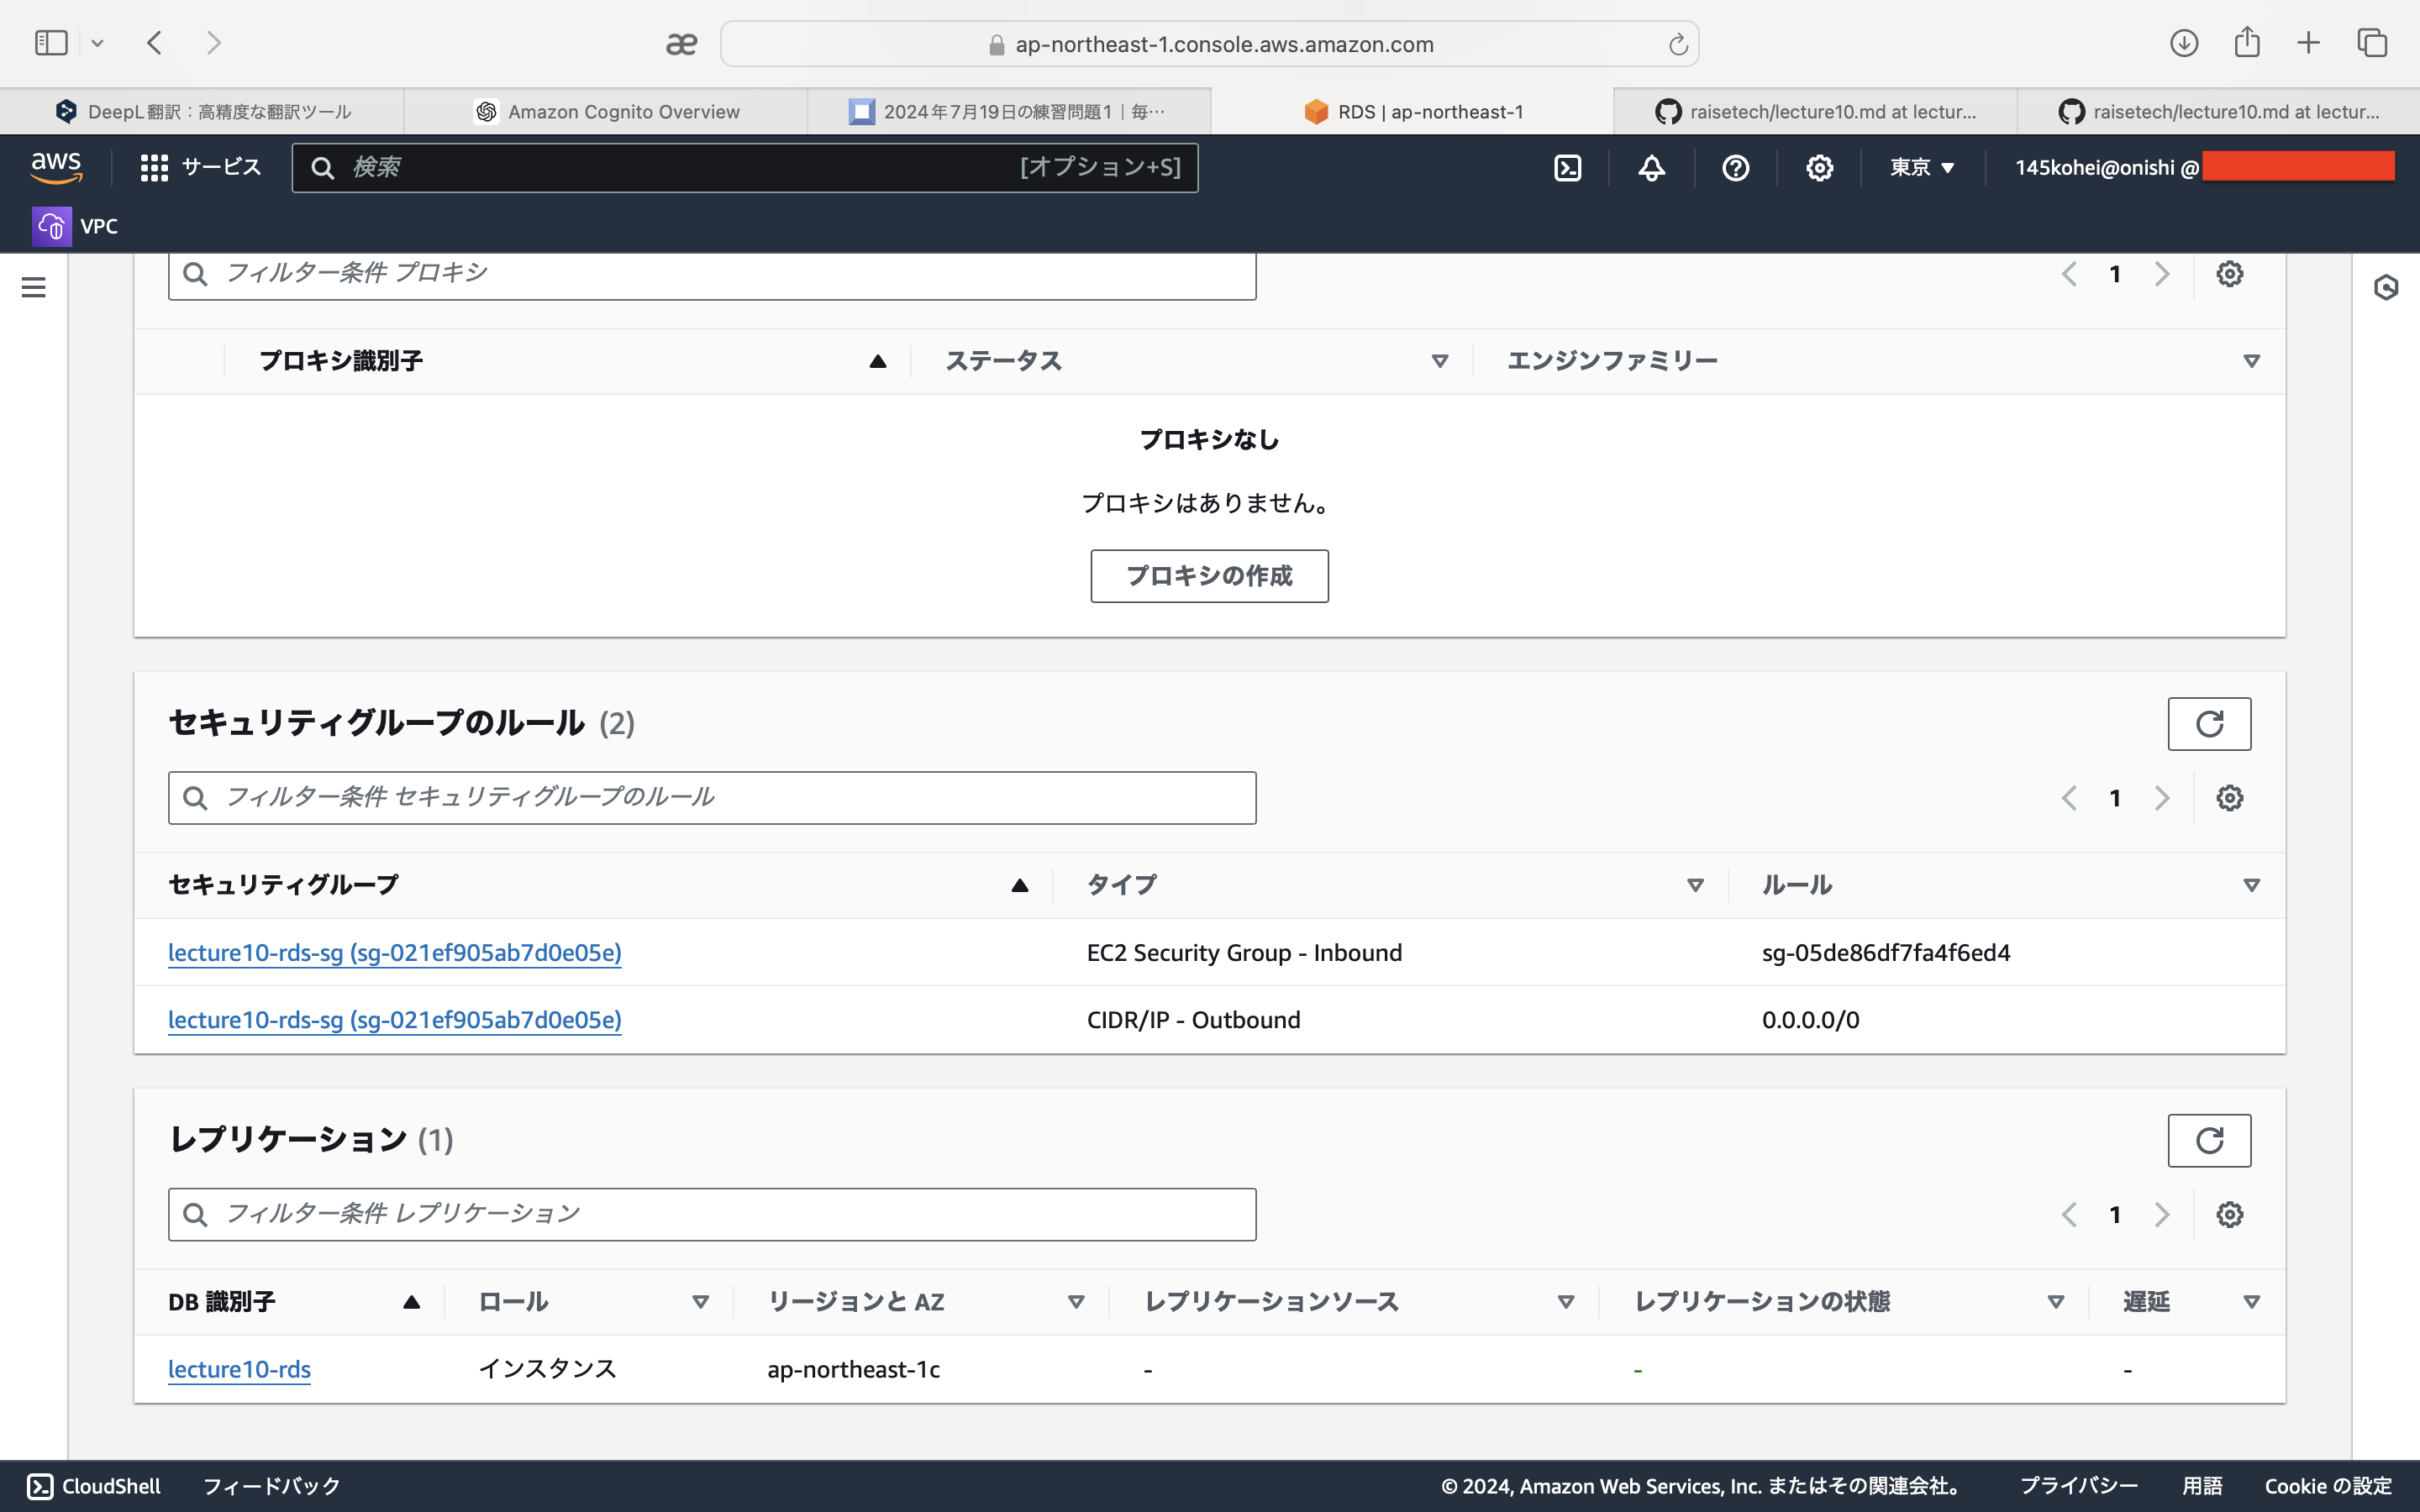 ap-northeast-1.console.aws.amazon.com
DeepL翻訳：高精度な翻訳ツール
Amazon Cognito Overview
2024年7月19日の練習問題1｜毎…
RDS | ap-northeast-1
raisetech/lecture10.md at lectur...
raisetech/lecture10.md at lectur...
aws
サービス
検索
[オプション+S]
東京
145kohei@onishi @
VPC
フィルター条件 プロキシ
1
プロキシ識別子
ステータス
エンジンファミリー
プロキシなし
プロキシはありません。
プロキシの作成
セキュリティグループのルール (2)
フィルター条件 セキュリティグループのルール
1
セキュリティグループ
タイプ
ルール
lecture10-rds-sg (sg-021ef905ab7d0e05e)
EC2 Security Group - Inbound
sg-05de86df7fa4f6ed4
lecture10-rds-sg (sg-021ef905ab7d0e05e)
CIDR/IP - Outbound
0.0.0.0/0
レプリケーション (1)
フィルター条件 レプリケーション
1
DB 識別子
ロール
リージョンと AZ
レプリケーションソース
レプリケーションの状態
遅延
lecture10-rds
インスタンス
ap-northeast-1c
-
-
-
CloudShell
フィードバック
© 2024, Amazon Web Services, Inc. またはその関連会社。
プライバシー
用語
Cookie の設定